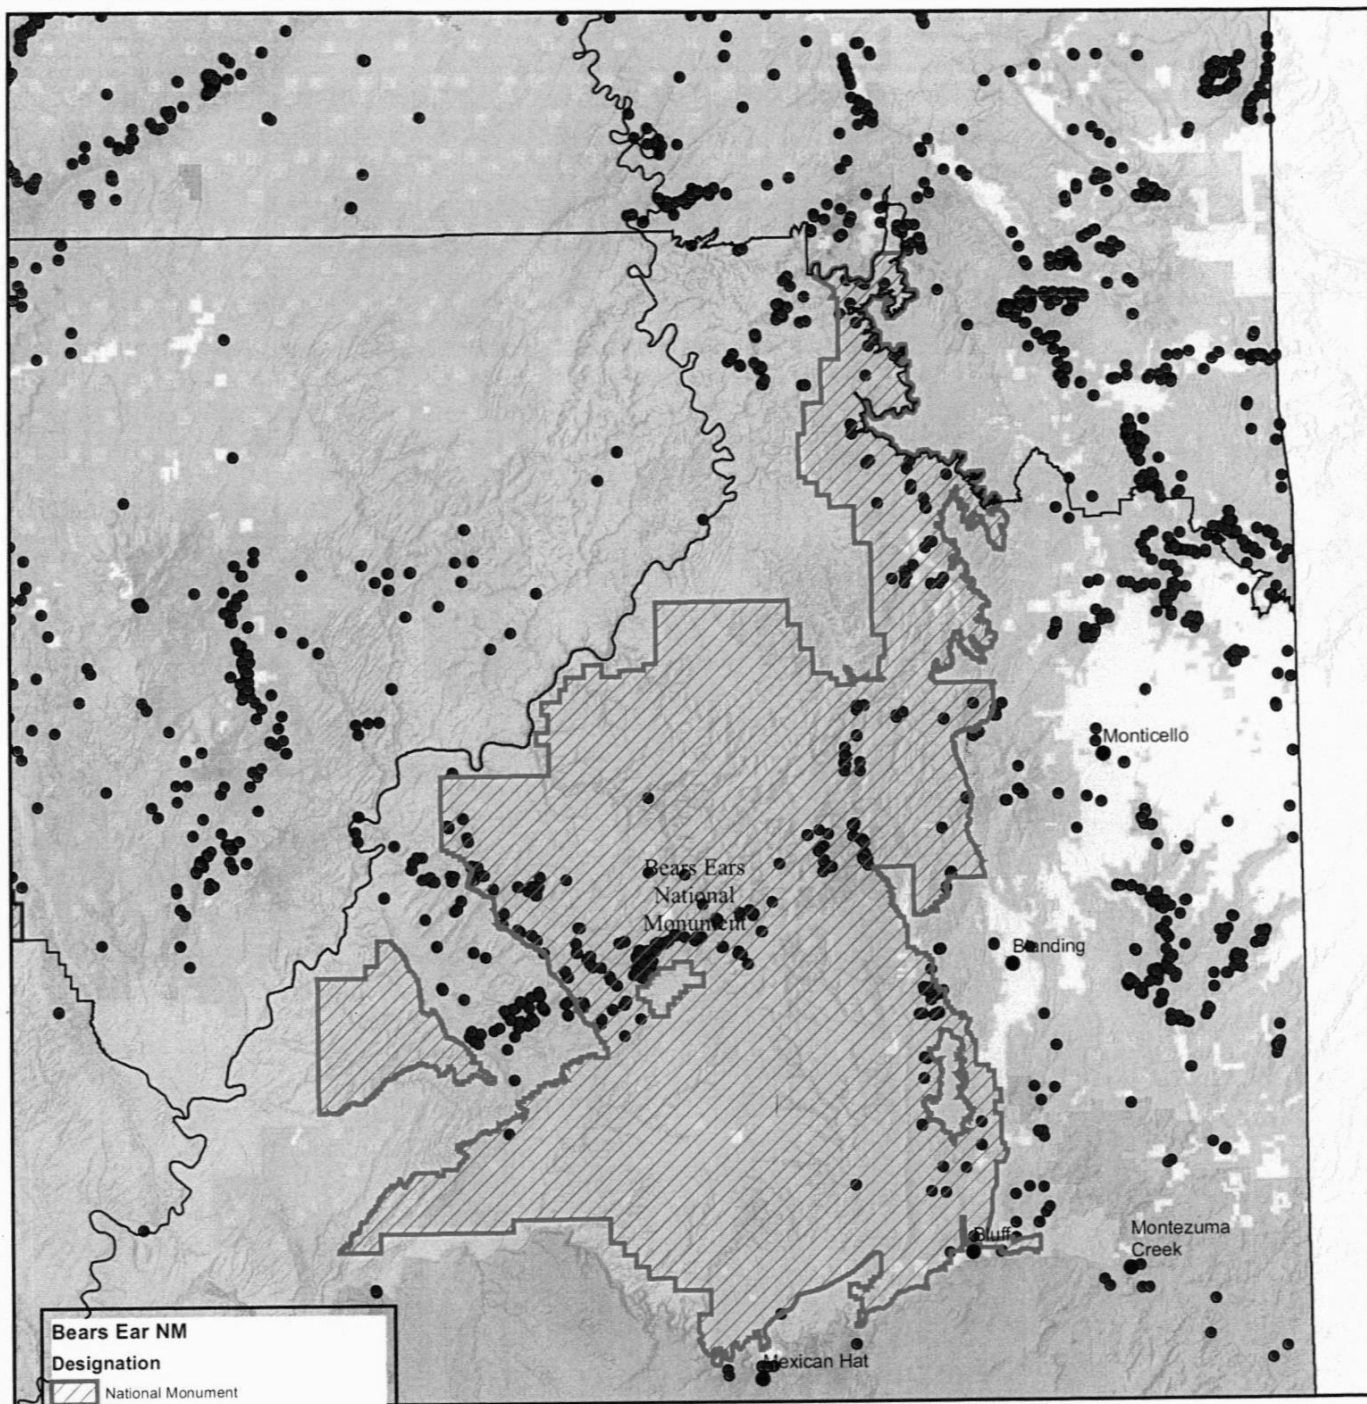 Monticello
Bears Ears
National
Monument
Blanding
Bluff
Montezuma
Creek
Mexican Hat
Bears Ear NM
Designation
National Monument